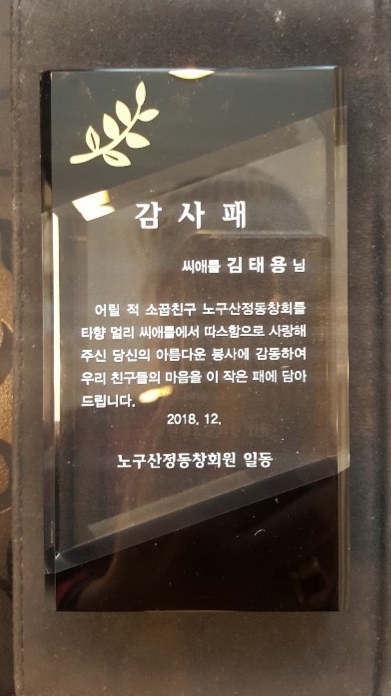 감 사 패
씨애틀 김 태 용 님
어릴 적 소꿉친구 노구산정동창회를
타향 멀리 씨애틀에서 따스함으로 사랑해
주신 당신의 아름다운 봉사에 감동하여
우리 친구들의 마음을 이 작은 패에 담아
드립니다.
2018. 12.
노구산정동창회원 일동